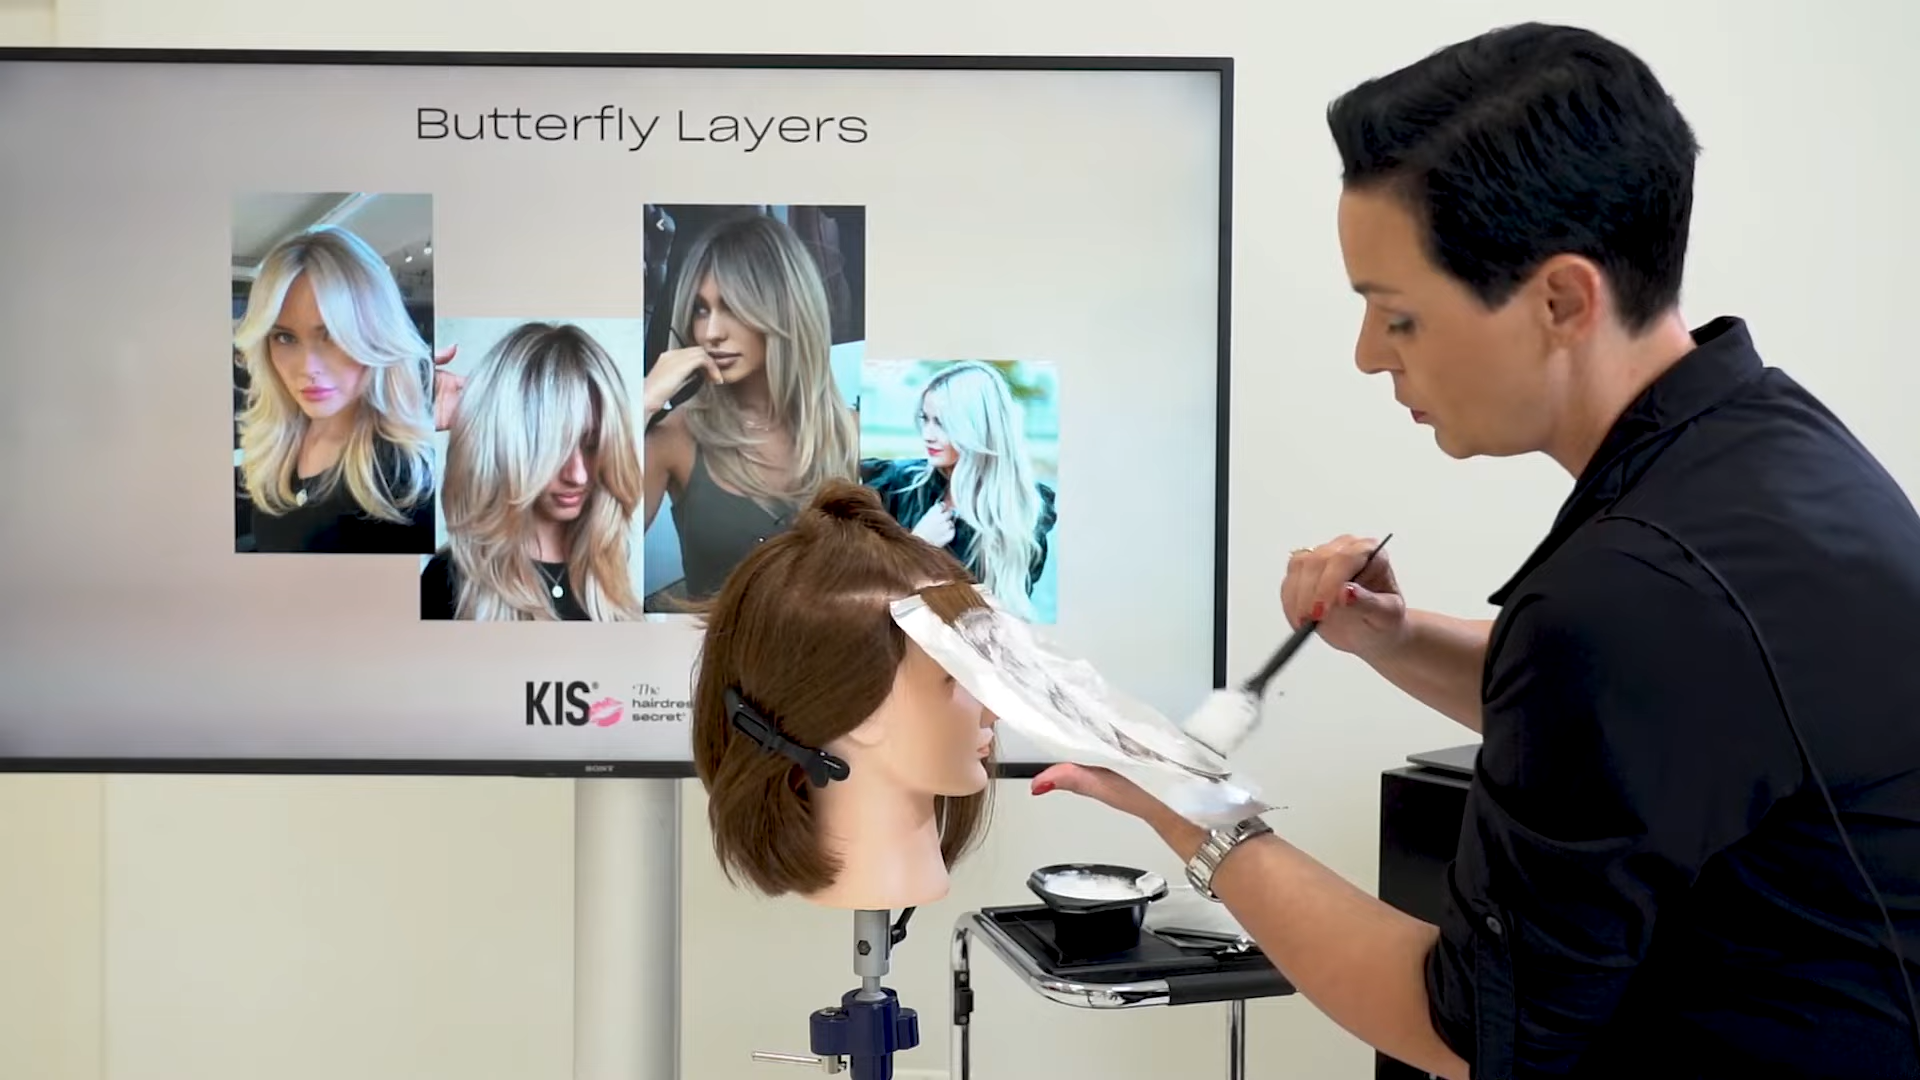 Butterfly Layers
KIS®
'The
hairdres
secret'
SONY